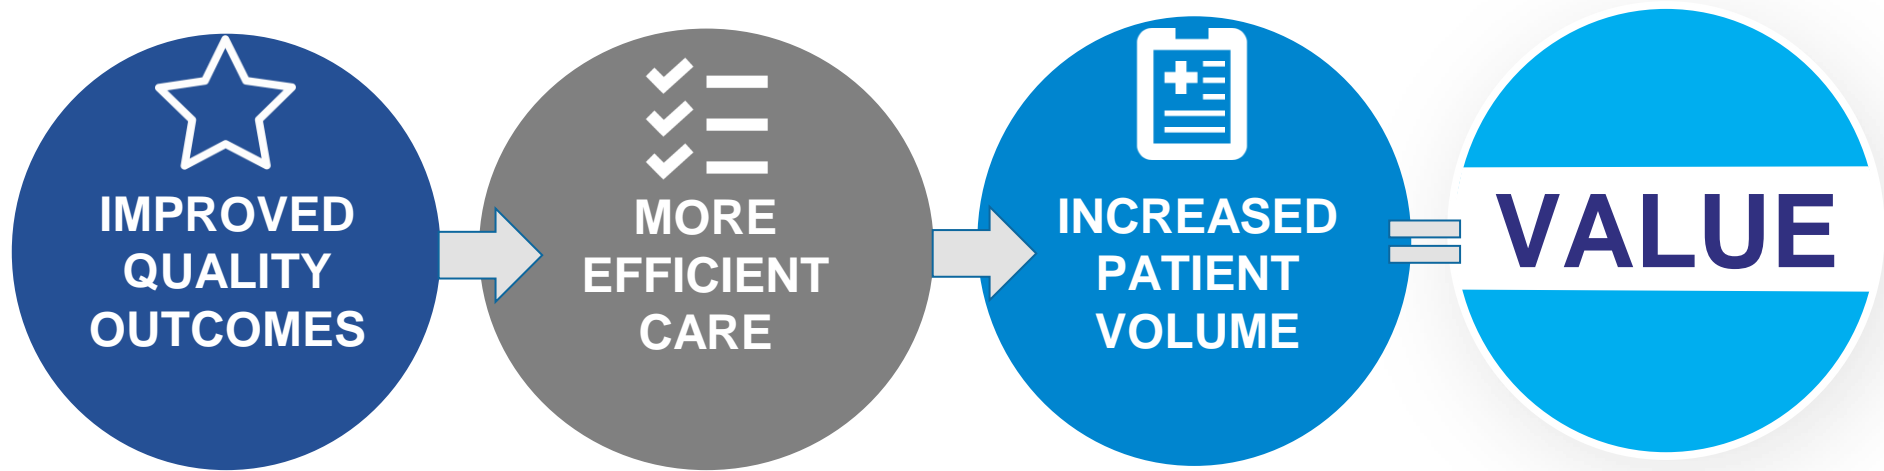 IMPROVED
QUALITY
OUTCOMES
MORE
EFFICIENT
CARE
INCREASED
PATIENT
VOLUME
VALUE